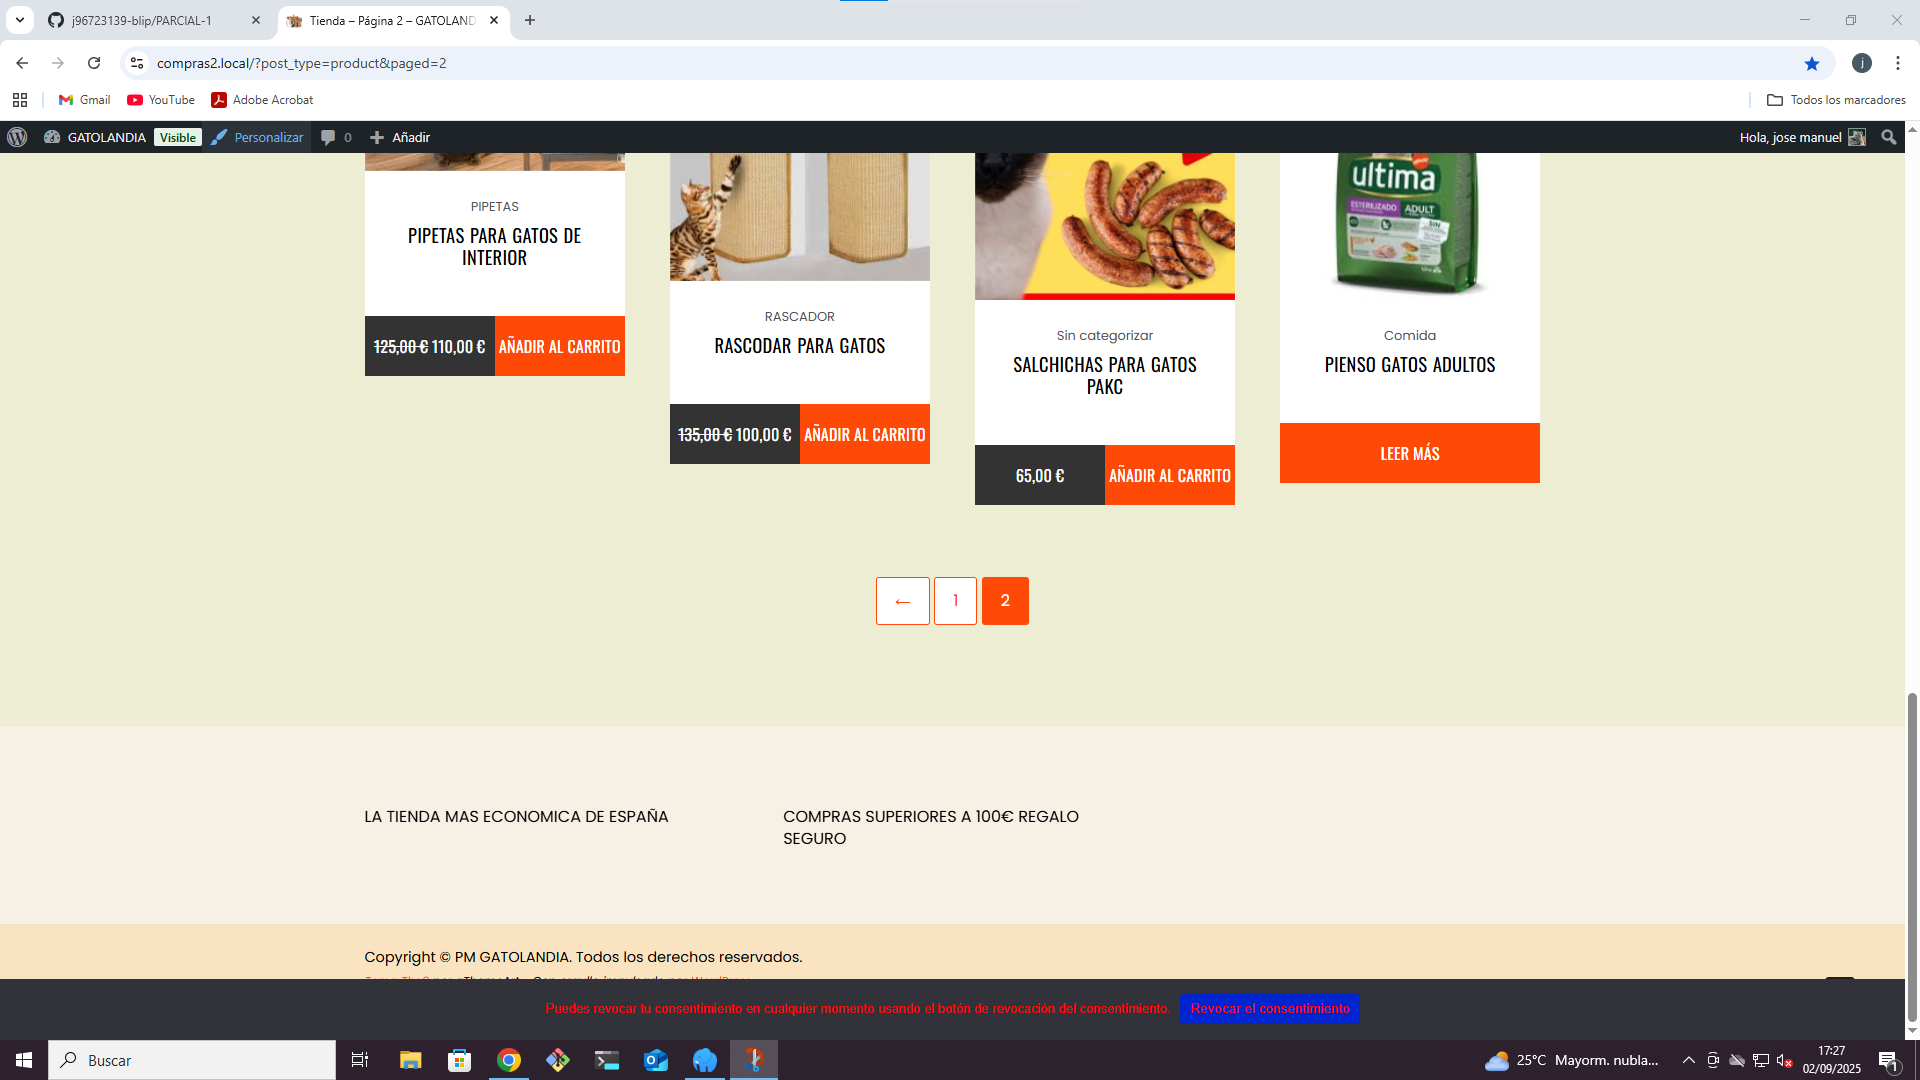 j96723139-blip/PARCIAL-1
Tienda – Página 2 – GATOLAND
compras2.local/?post_type=product&paged=2
j
Gmail
YouTube
Adobe Acrobat
Todos los marcadores
GATOLANDIA
Visible
Personalizar
0
Añadir
Hola, jose manuel
PIPETAS
PIPETAS PARA GATOS DE
INTERIOR
125,00 € 110,00 €
AÑADIR AL CARRITO
RASCADOR
RASCODAR PARA GATOS
135,00 € 100,00 €
AÑADIR AL CARRITO
Sin categorizar
SALCHICHAS PARA GATOS
PAKC
65,00 €
AÑADIR AL CARRITO
ultima
ESTERILIZADO
ADULT
SIN
Comida
PIENSO GATOS ADULTOS
LEER MÁS
←
1
2
LA TIENDA MAS ECONOMICA DE ESPAÑA
COMPRAS SUPERIORES A 100€ REGALO
SEGURO
Copyright © PM GATOLANDIA. Todos los derechos reservados.
Puedes revocar tu consentimiento en cualquier momento usando el botón de revocación del consentimiento.
Revocar el consentimiento
Buscar
25°C
Mayorm. nubla...
17:27
02/09/2025
1